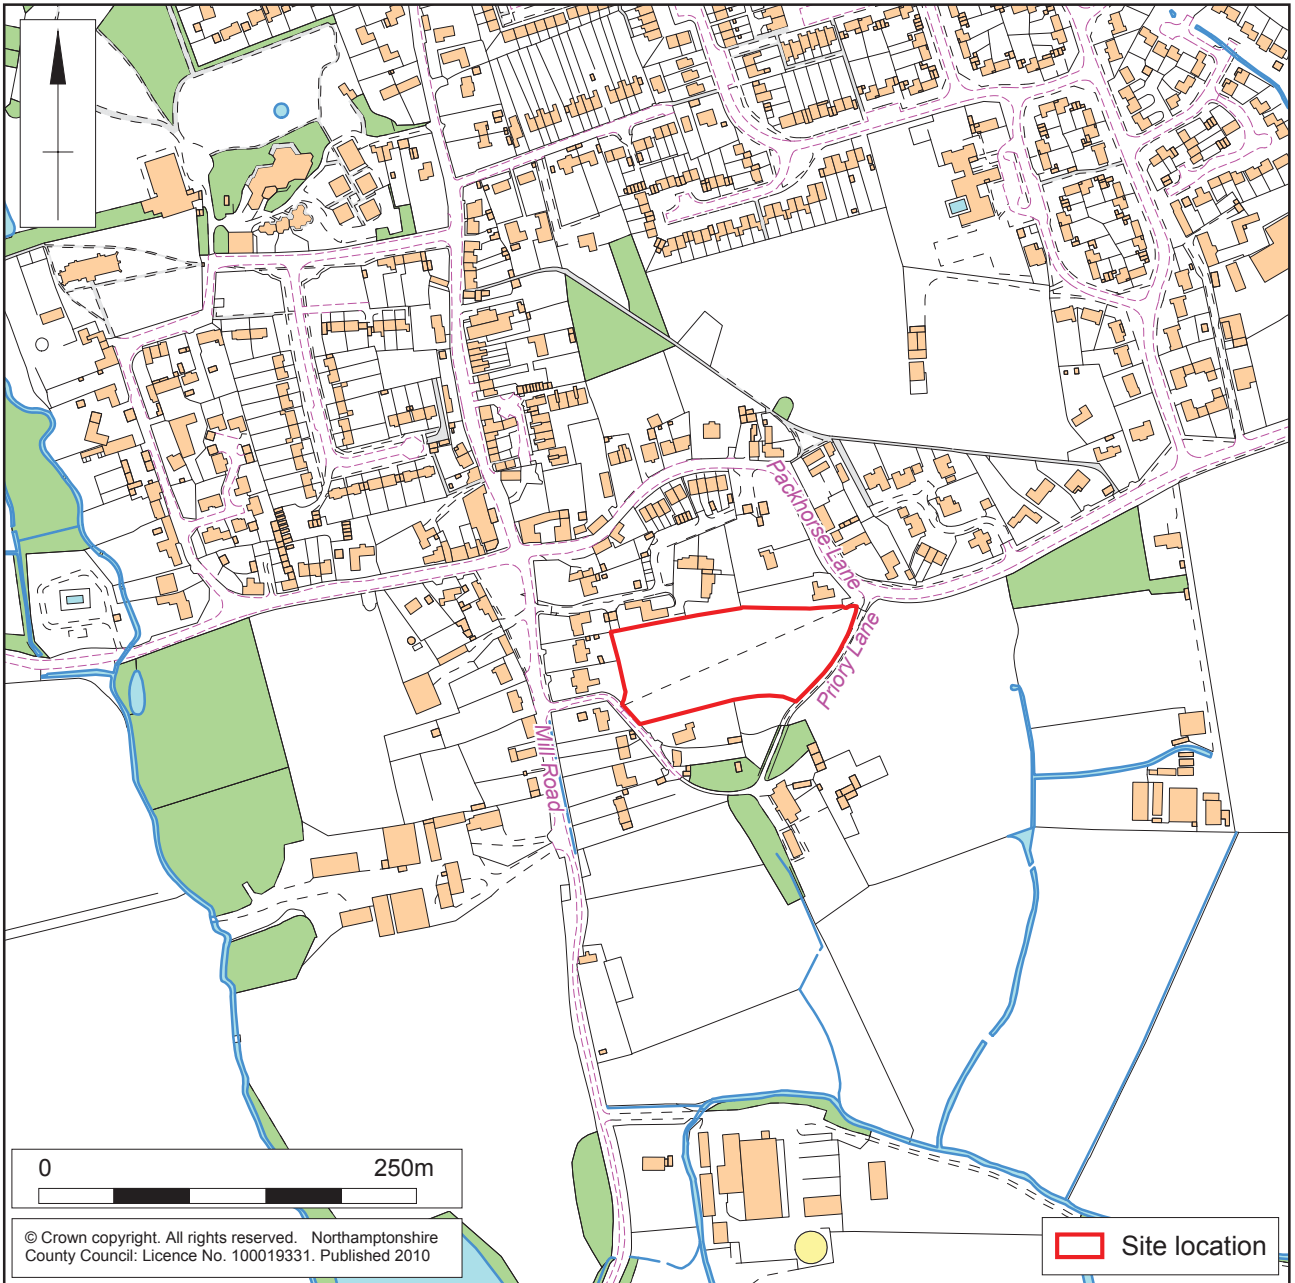 Packhorse Lane
Priory Lane
Mill Road
0 250m
© Crown copyright. All rights reserved. Northamptonshire
County Council: Licence No. 100019331. Published 2010
Site location